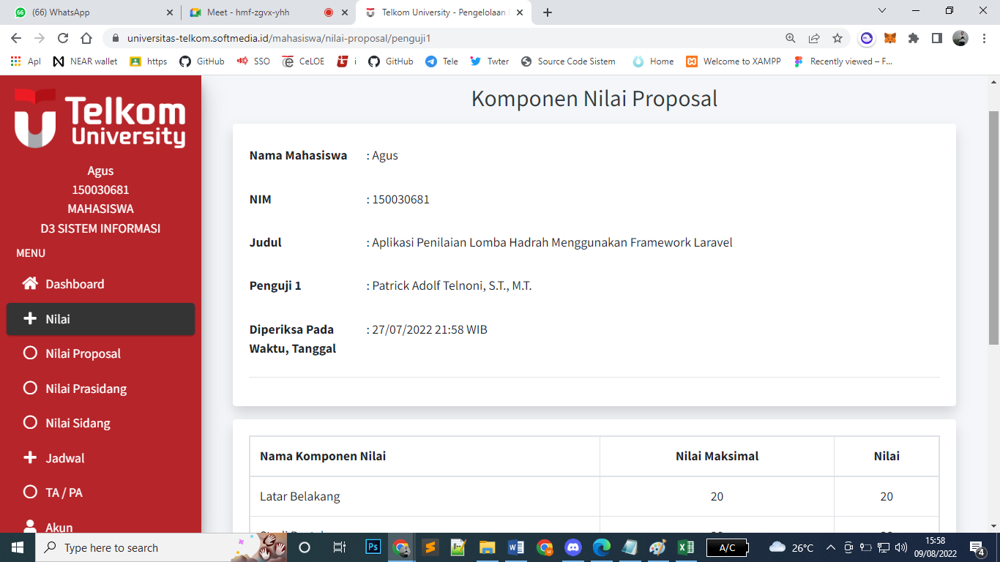 (66) WhatsApp
Meet - hmf-zgvx-yhh
Telkom University - Pengelolaan
universitas-telkom.softmedia.id/mahasiswa/nilai-proposal/penguji1
Apl
NEAR wallet
https
GitHub
SSO
CeLOE
i
GitHub
Tele
Twter
Source Code Sistem
Home
Welcome to XAMPP
Recently viewed – F...
Telkom
University
Agus
150030681
MAHASISWA
D3 SISTEM INFORMASI
MENU
Dashboard
Nilai
Nilai Proposal
Nilai Prasidang
Nilai Sidang
Jadwal
TA / PA
Akun
Komponen Nilai Proposal
Nama Mahasiswa : Agus
NIM : 150030681
Judul : Aplikasi Penilaian Lomba Hadrah Menggunakan Framework Laravel
Penguji 1 : Patrick Adolf Telnoni, S.T., M.T.
Diperiksa Pada : 27/07/2022 21:58 WIB
Waktu, Tanggal
Nama Komponen Nilai Nilai Maksimal Nilai
Latar Belakang 20 20
Type here to search
Ps
A/C
26°C
15:58
09/08/2022
4